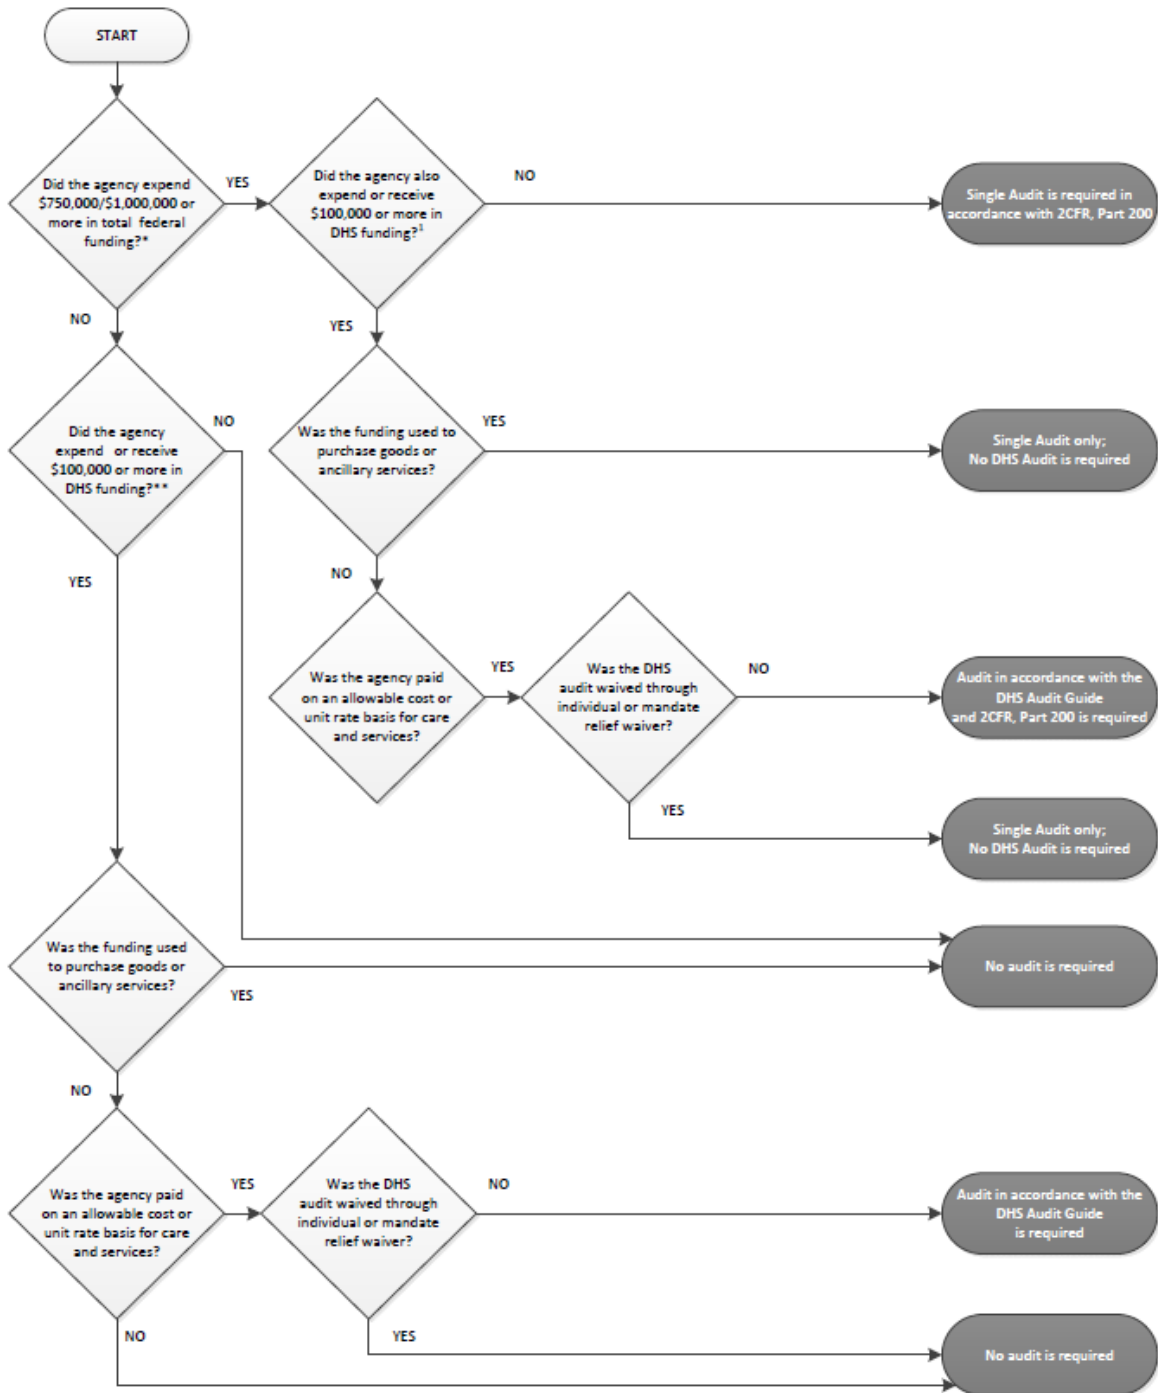 START
Did the agency expend
$750,000/$1,000,000 or
more in total federal
funding?*
YES
Did the agency also
expend or receive
$100,000 or more in
DHS funding?¹
NO
Single Audit is required in
accordance with 2CFR, Part 200
NO
YES
Did the agency
expend or receive
$100,000 or more in
DHS funding?**
NO
Was the funding used to
purchase goods or
ancillary services?
YES
Single Audit only;
No DHS Audit is required
YES
NO
Was the agency paid
on an allowable cost or
unit rate basis for care
and services?
YES
Was the DHS
audit waived through
individual or mandate
relief waiver?
NO
Audit in accordance with the
DHS Audit Guide
and 2CFR, Part 200 is required
YES
Single Audit only;
No DHS Audit is required
Was the funding used
to purchase goods or
ancillary services?
YES
No audit is required
NO
Was the agency paid
on an allowable cost or
unit rate basis for care
and services?
YES
Was the DHS
audit waived through
individual or mandate
relief waiver?
NO
Audit in accordance with the
DHS Audit Guide
is required
NO
YES
No audit is required